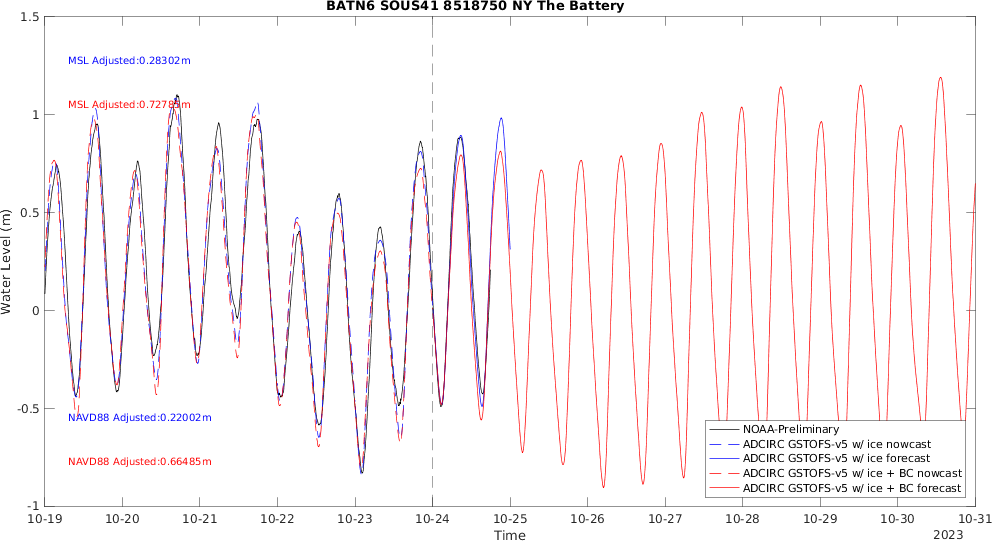 BATN6 SOUS41 8518750 NY The Battery
1.5
1
0.5
0
-0.5
-1
Water Level (m)
MSL Adjusted:0.28302m
MSL Adjusted:
NAVD88 Adjusted:0.22002m
NAVD88 Adjusted:0.66485m
NOAA-Preliminary
ADCIRC GSTOFS-v5 w/ ice nowcast
ADCIRC GSTOFS-v5 w/ ice forecast
ADCIRC GSTOFS-v5 w/ ice + BC nowcast
ADCIRC GSTOFS-v5 w/ ice + BC forecast
10-19 10-20 10-21 10-22 10-23 10-24 10-25 10-26 10-27 10-28 10-29 10-30 10-31
Time
2023